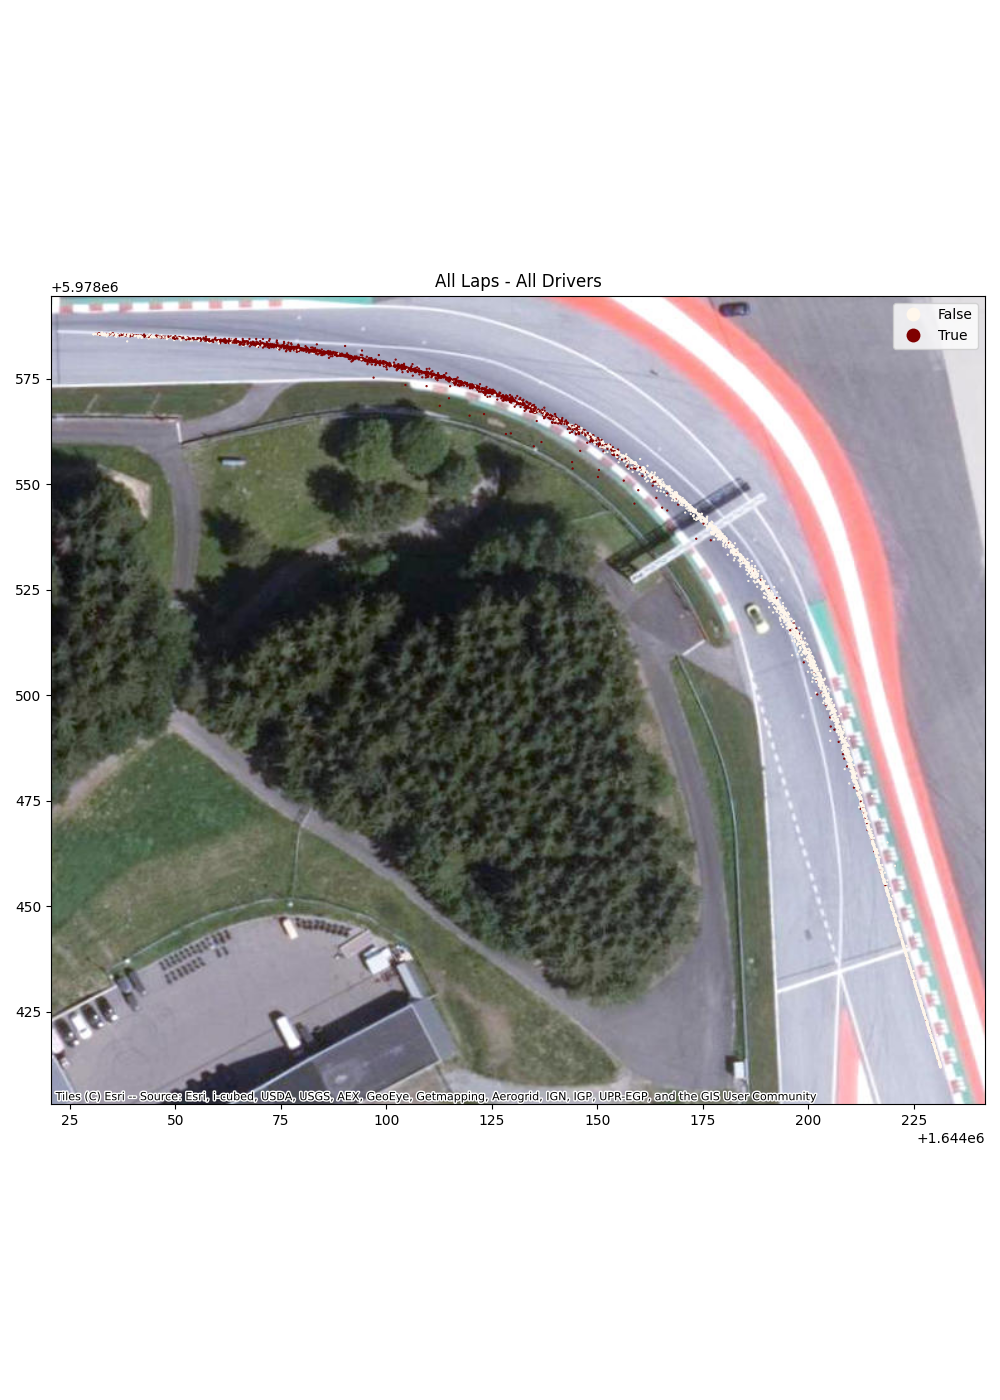 All Laps - All Drivers
+5.978e6
False
True
575
550
525
500
475
450
425
Tiles (C) Esri -- Source: Esri, i-cubed, USDA, USGS, AEX, GeoEye, Getmapping, Aerogrid, IGN, IGP, UPR-EGP, and the GIS User Community
25 50 75 100 125 150 175 200 225
+1.644e6